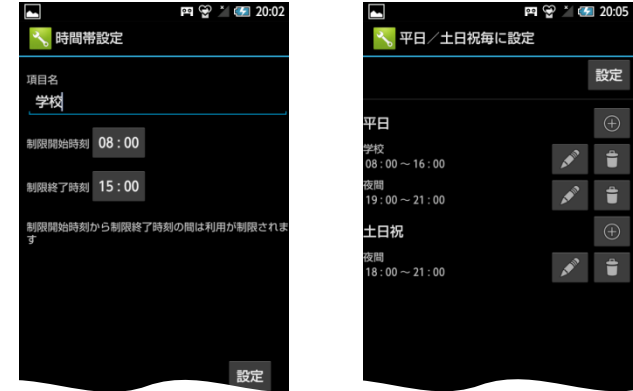 20:02
時間帯設定
項目名
学校
制限開始時刻 08:00
制限終了時刻 15:00
制限開始時刻から制限終了時刻の間は利用が制限されま
す
設定
20:05
平日/土日祝毎に設定
設定
平日
学校
08:00～16:00
夜間
19:00～21:00
土日祝
夜間
18:00～21:00